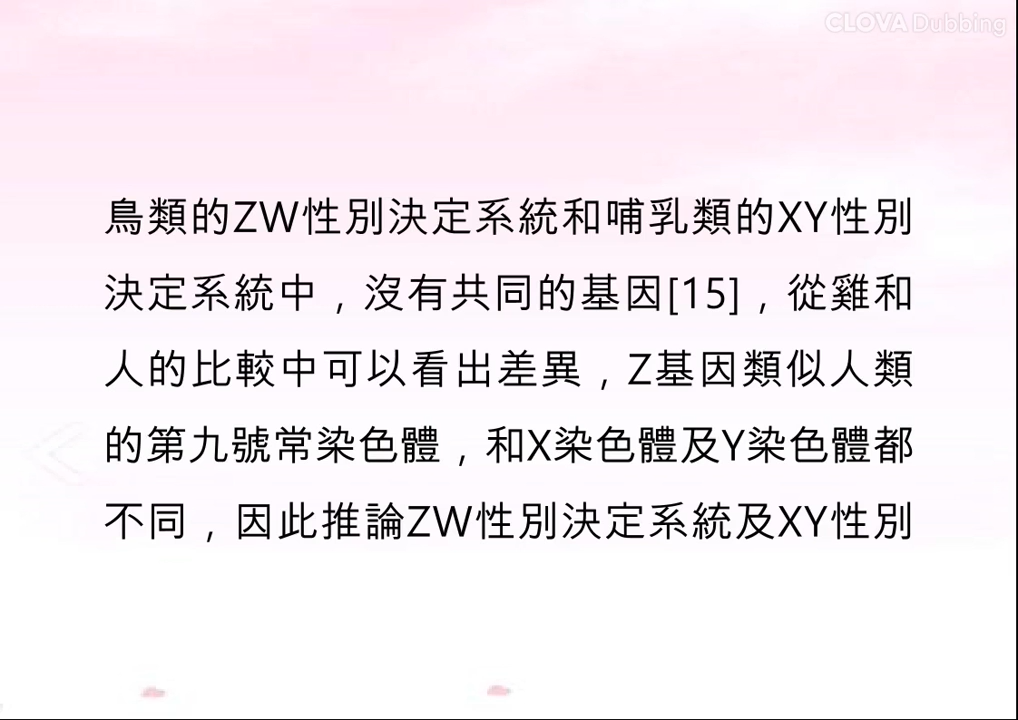 CLOVA Dubbing
鳥類的ZW性別決定系統和哺乳類的XY性別
決定系統中，沒有共同的基因[15]，從雞和
人的比較中可以看出差異，Z基因類似人類
的第九號常染色體，和X染色體及Y染色體都
不同，因此推論ZW性別決定系統及XY性別